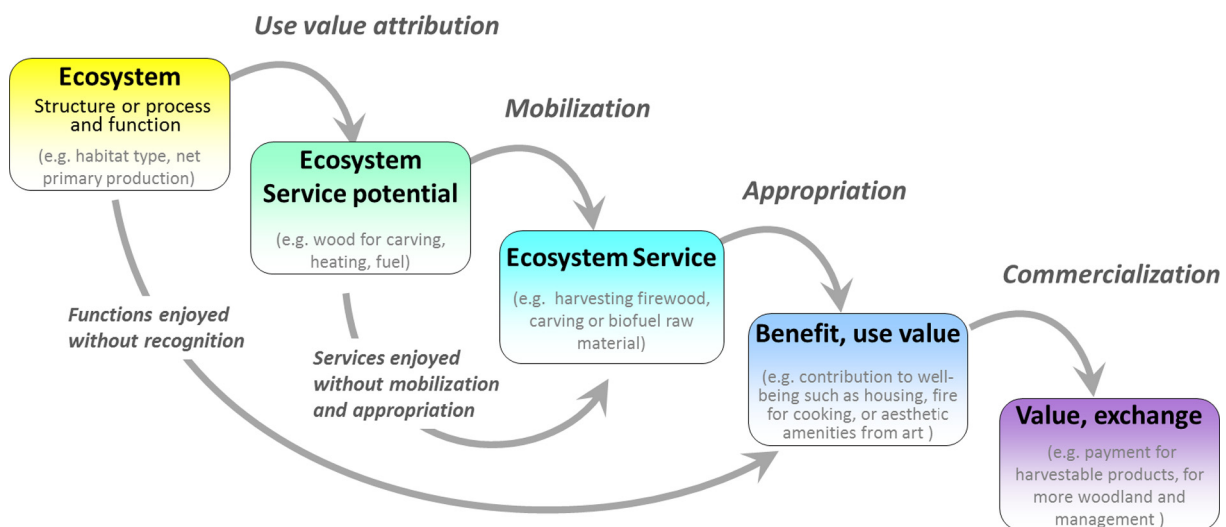 Use value attribution
Ecosystem
Structure or process
and function
(e.g. habitat type, net
primary production)
Mobilization
Ecosystem
Service potential
(e.g. wood for carving,
heating, fuel)
Appropriation
Ecosystem Service
(e.g.  harvesting firewood,
carving or biofuel raw
material)
Commercialization
Functions enjoyed
without recognition
Services enjoyed
without mobilization
and appropriation
Benefit, use value
(e.g. contribution to well-
being such as housing, fire
for cooking, or aesthetic
amenities from art )
Value, exchange
(e.g. payment for
harvestable products, for
more woodland and
management )